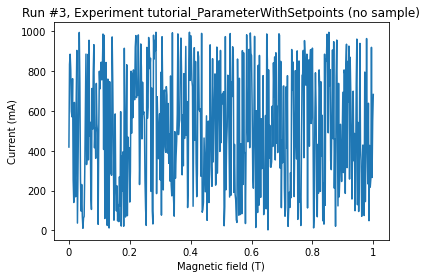 Run #3, Experiment tutorial_ParameterWithSetpoints (no sample)
1000
800
600
400
200
0
Current (mA)
0 0.2 0.4 0.6 0.8 1
Magnetic field (T)